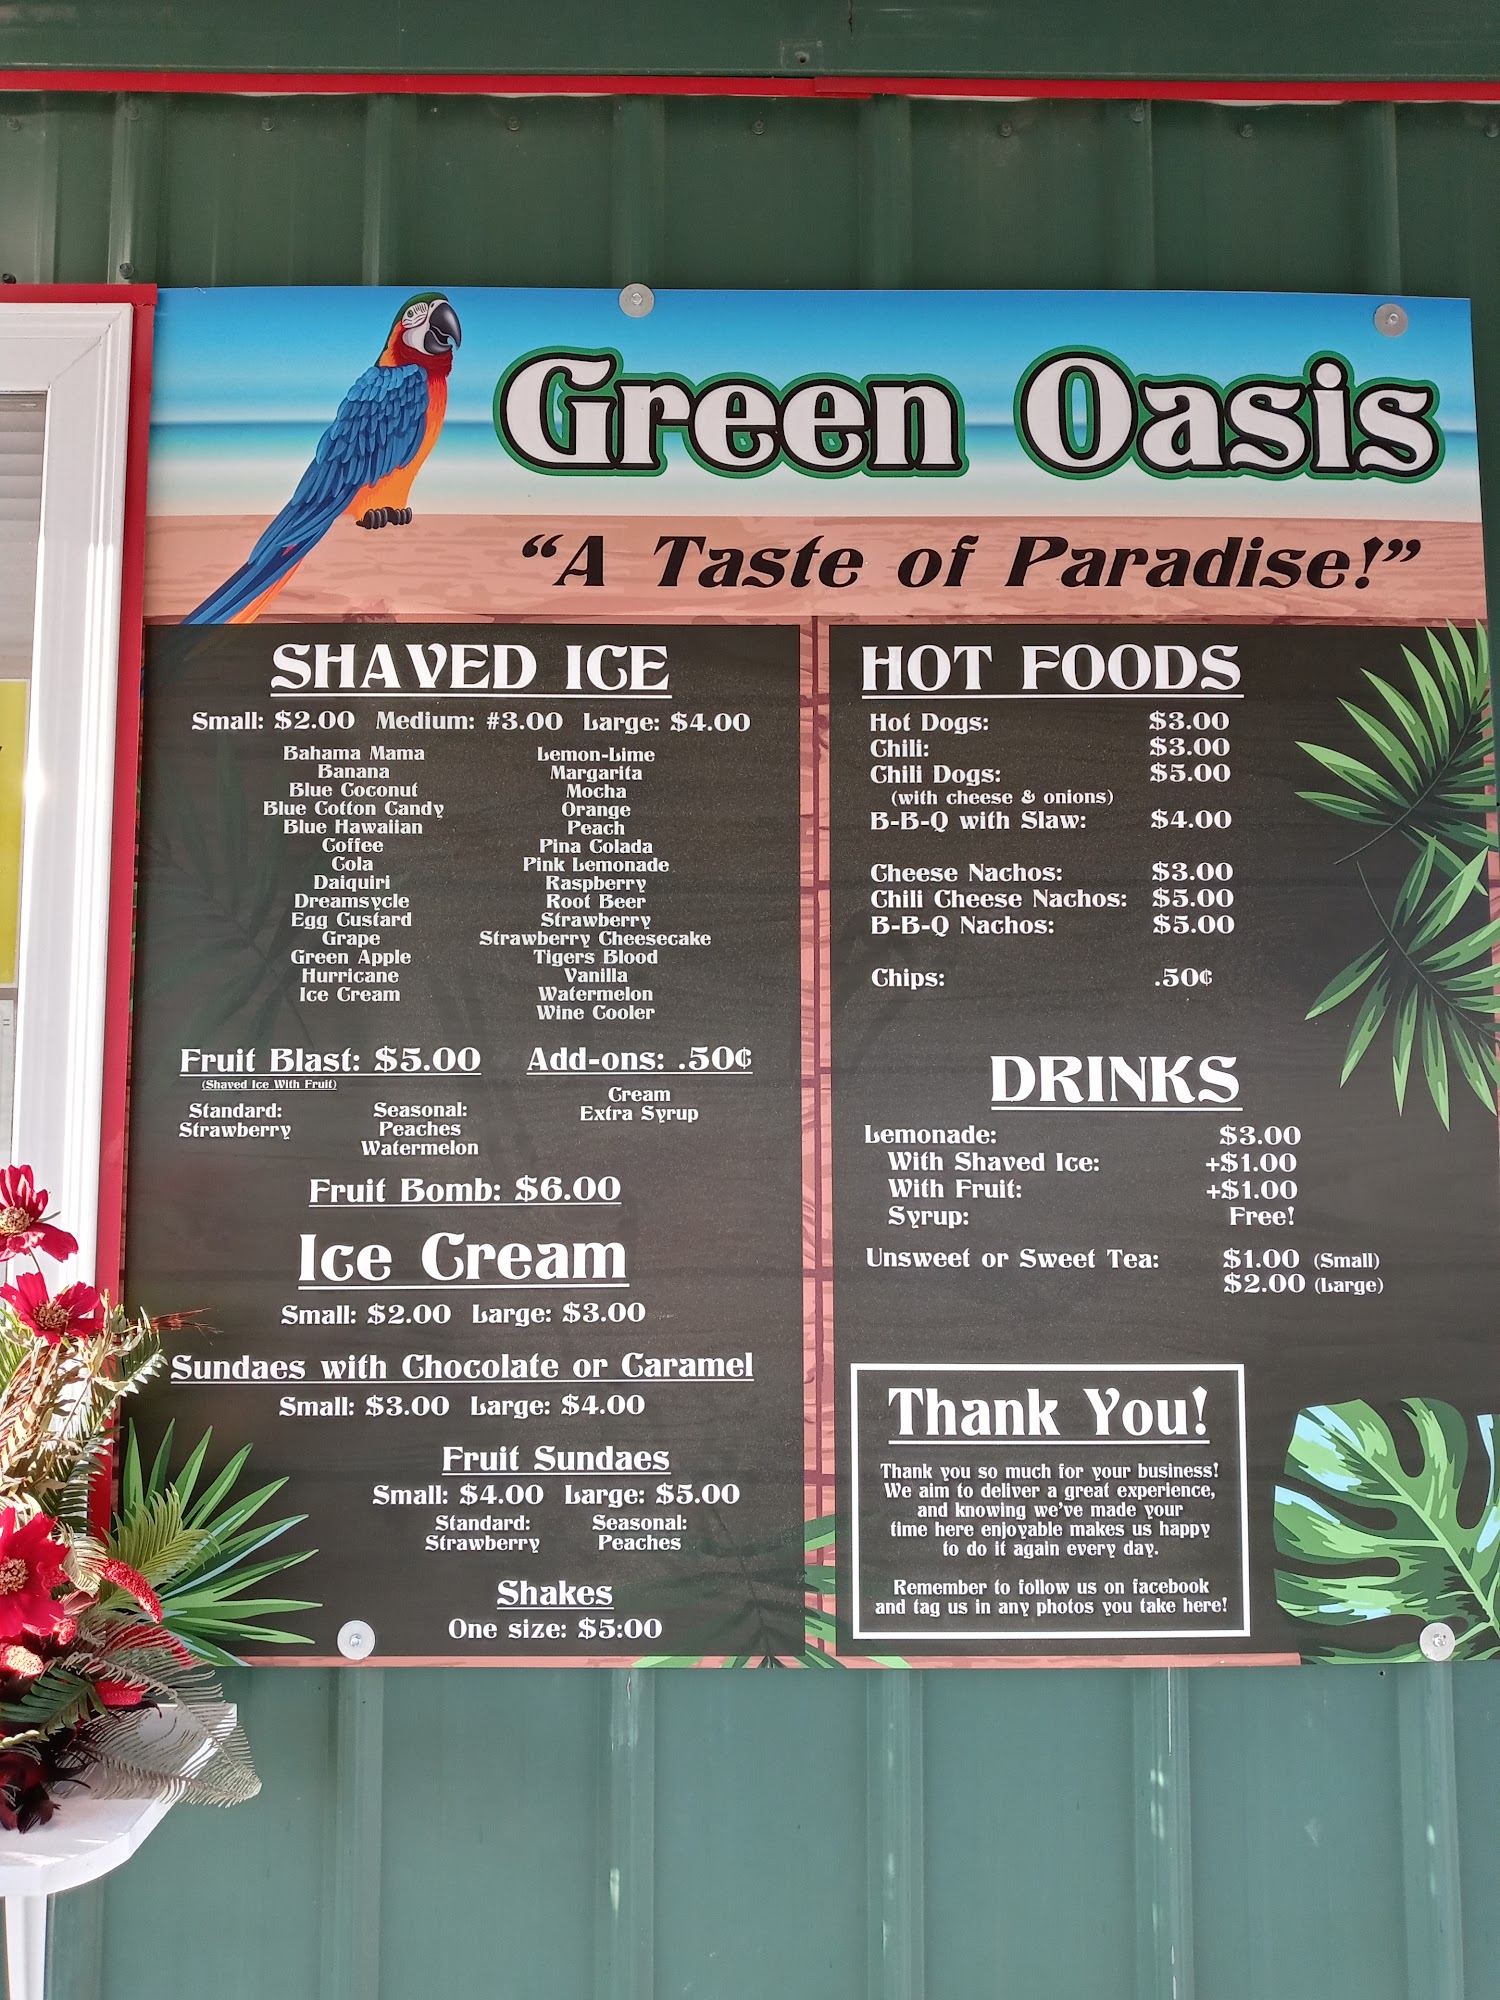 Green Oasis
“A Taste of Paradise!”
SHAVED ICE
Small: $2.00 Medium: #3.00 Large: $4.00
Bahama Mama
Banana
Blue Coconut
Blue Cotton Candy
Blue Hawaiian
Coffee
Cola
Daiquiri
Dreamsycle
Egg Custard
Grape
Green Apple
Hurricane
Ice Cream
Lemon-Lime
Margarita
Mocha
Orange
Peach
Pina Colada
Pink Lemonade
Raspberry
Root Beer
Strawberry
Strawberry Cheesecake
Tigers Blood
Vanilla
Watermelon
Wine Cooler
Fruit Blast: $5.00
(Shaved Ice With Fruit)
Standard:
Strawberry
Seasonal:
Peaches
Watermelon
Add-ons: .50¢
Cream
Extra Syrup
Fruit Bomb: $6.00
Ice Cream
Small: $2.00 Large: $3.00
Sundaes with Chocolate or Caramel
Small: $3.00 Large: $4.00
Fruit Sundaes
Small: $4.00 Large: $5.00
Standard:
Strawberry
Seasonal:
Peaches
Shakes
One size: $5:00
HOT FOODS
Hot Dogs: $3.00
Chili: $3.00
Chili Dogs: $5.00
(with cheese & onions)
B-B-Q with Slaw: $4.00
Cheese Nachos: $3.00
Chili Cheese Nachos: $5.00
B-B-Q Nachos: $5.00
Chips: .50¢
DRINKS
Lemonade: $3.00
With Shaved Ice: +$1.00
With Fruit: +$1.00
Syrup: Free!
Unsweet or Sweet Tea: $1.00 (Small)
$2.00 (Large)
Thank You!
Thank you so much for your business!
We aim to deliver a great experience,
and knowing we've made your
time here enjoyable makes us happy
to do it again every day.
Remember to follow us on facebook
and tag us in any photos you take here!